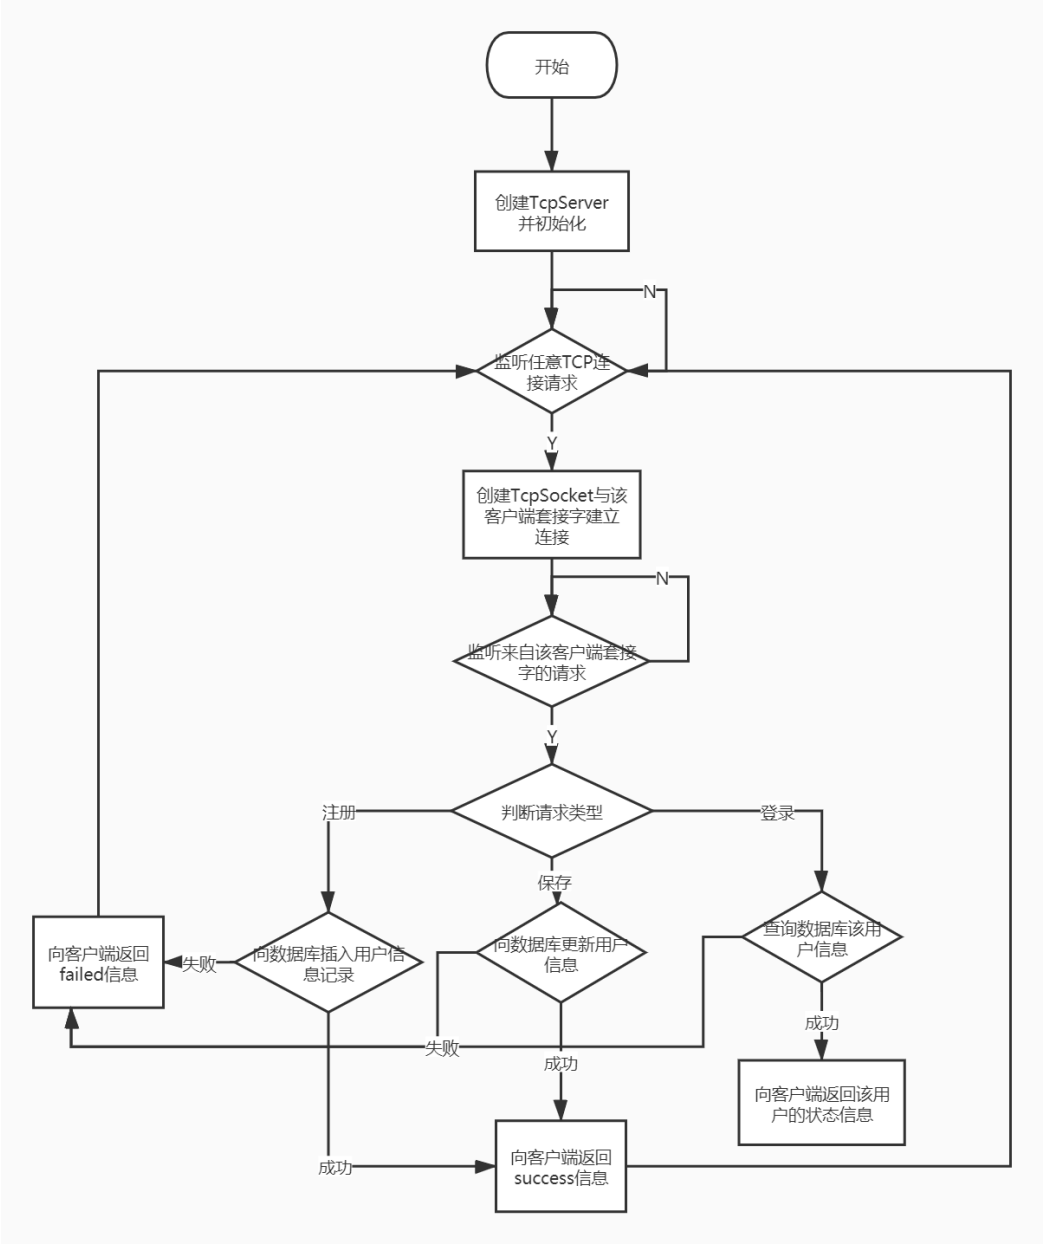 开始
创建TcpServer
并初始化
N
监听任意TCP连
接请求
Y
创建TcpSocket与该
客户端套接字建立
连接
N
监听来自该客户端套接
字的请求
Y
注册
判断请求类型
登录
保存
向客户端返回
failed信息
失败
向数据库插入用户信
息记录
向数据库更新用户
信息
查询数据库该用
户信息
失败
成功
成功
向客户端返回该用
户的状态信息
成功
向客户端返回
success信息